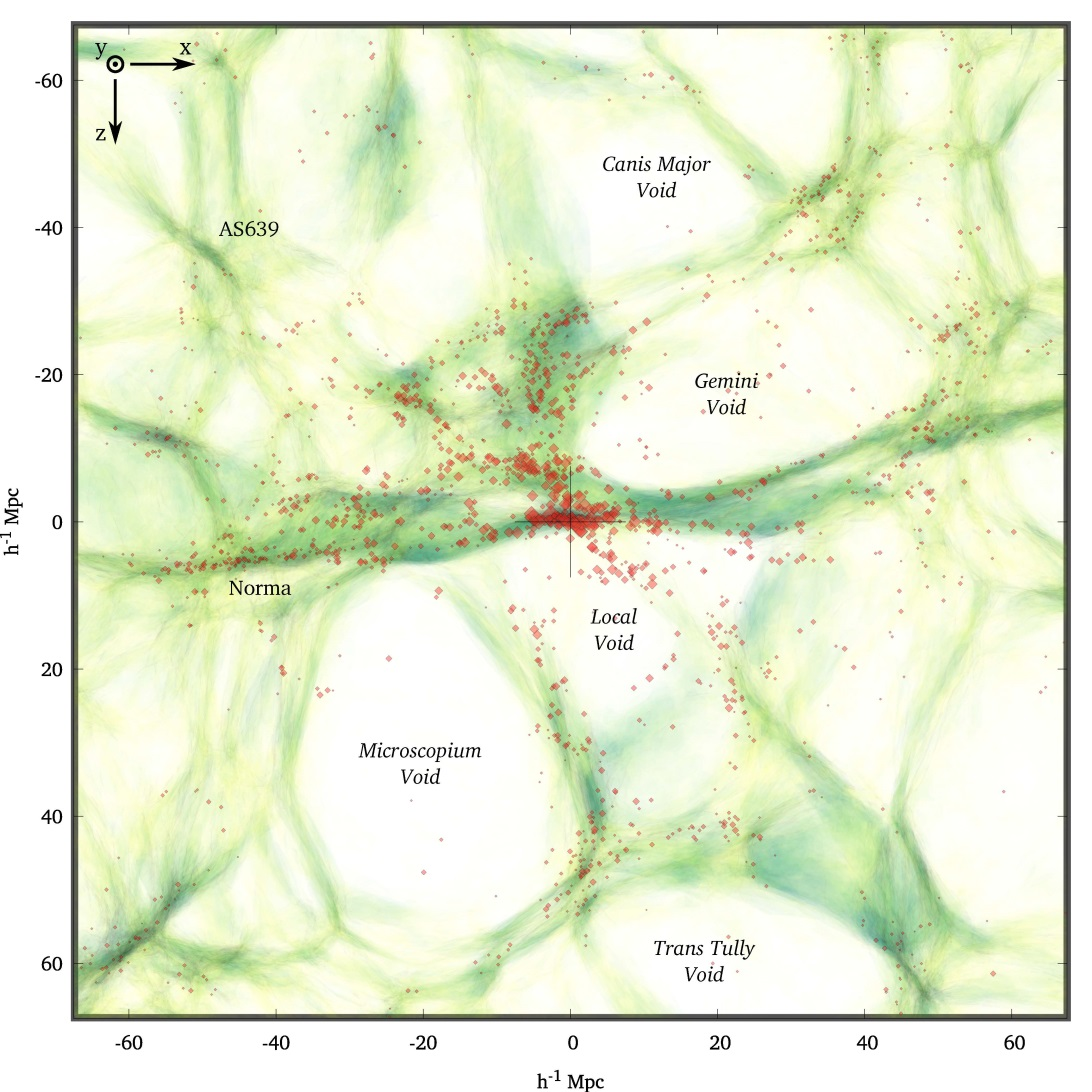 y
x
z
-60
-40
-20
0
20
40
60
h-1 Mpc
Canis Major
Void
AS639
Gemini
Void
Norma
Local
Void
Microscopium
Void
Trans Tully
Void
-60
-40
-20
0
20
40
60
h-1 Mpc